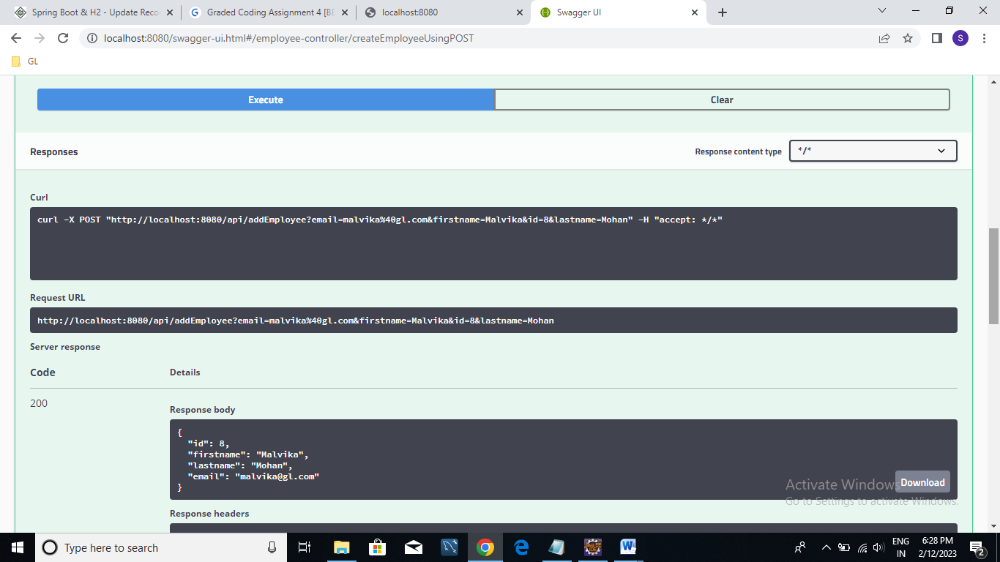 Spring Boot & H2 - Update Reco
Graded Coding Assignment 4 [BE
localhost:8080
Swagger UI
localhost:8080/swagger-ui.html#/employee-controller/createEmployeeUsingPOST
S
GL
Execute
Clear
Responses
Response content type
*/*
Curl
curl -X POST "http://localhost:8080/api/addEmployee?email=malvika%40gl.com&firstname=Malvika&id=8&lastname=Mohan" -H "accept: */*"
Request URL
http://localhost:8080/api/addEmployee?email=malvika%40gl.com&firstname=Malvika&id=8&lastname=Mohan
Server response
Code
Details
200
Response body
{
"id": 8,
"firstname": "Malvika",
"lastname": "Mohan",
"email": "malvika@gl.com"
}
Download
Activate Windows
Go to Settings to activate Windows.
Response headers
Type here to search
ENG
IN
6:28 PM
2/12/2023
2